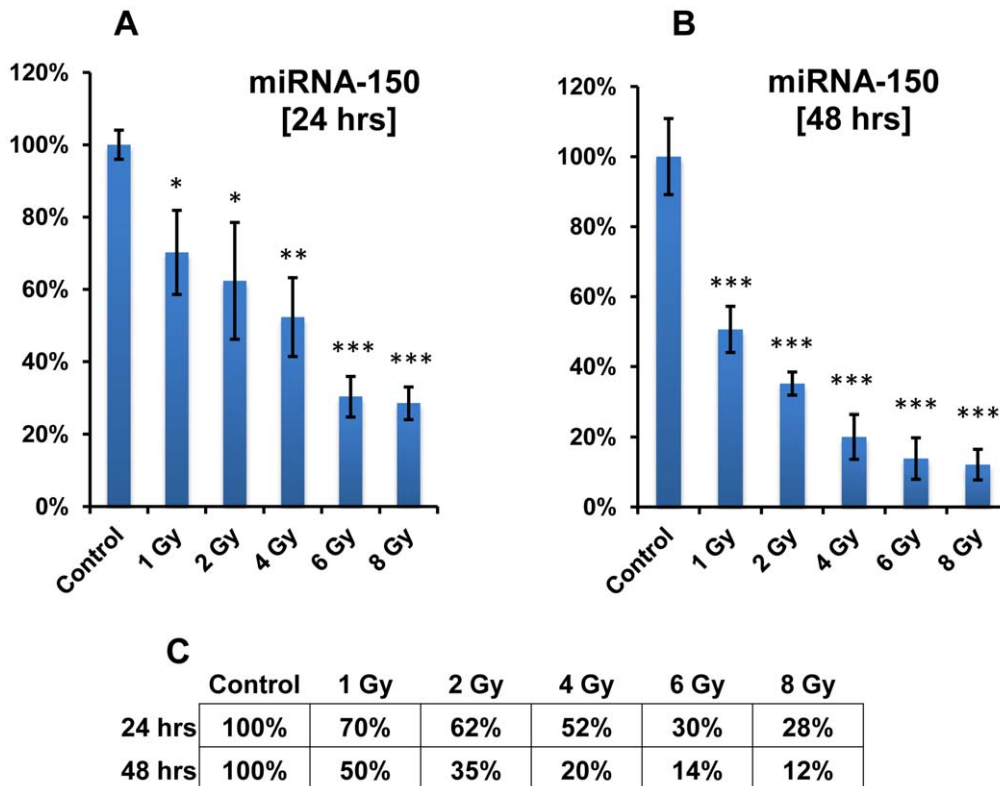 A
miRNA-150
[24 hrs]
120%
100%
80%
60%
40%
20%
0%
*
*
**
***
***
Control
1 Gy
2 Gy
4 Gy
6 Gy
8 Gy
B
miRNA-150
[48 hrs]
120%
100%
80%
60%
40%
20%
0%
***
***
***
***
***
Control
1 Gy
2 Gy
4 Gy
6 Gy
8 Gy
C
Control 1 Gy 2 Gy 4 Gy 6 Gy 8 Gy
24 hrs 100% 70% 62% 52% 30% 28%
48 hrs 100% 50% 35% 20% 14% 12%